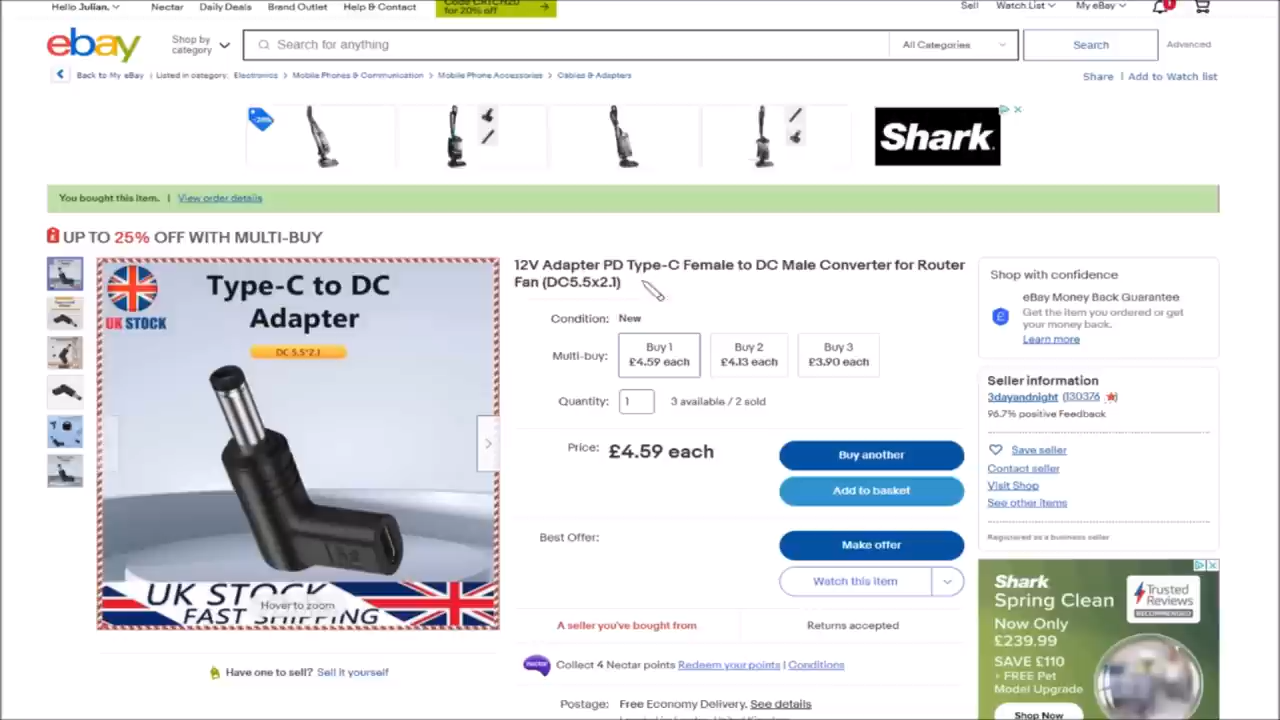 Hello Julian.
Nectar
Daily Deals
Brand Outlet
Help & Contact
for 20% off
Sell
Watch List
My eBay
1
ebay
Shop by
category
Search for anything
All Categories
Search
Advanced
Back to My eBay | Listed in category: Electronics > Mobile Phones & Communication > Mobile Phone Accessories > Cables & Adapters
Share | Add to Watch list
Shark
You bought this item. | View order details
UP TO 25% OFF WITH MULTI-BUY
UK STOCK
Type-C to DC
Adapter
DC 5.5*2.1
UK STOCK
FAST SHIPPING
Hover to zoom
Have one to sell? Sell it yourself
12V Adapter PD Type-C Female to DC Male Converter for Router
Fan (DC5.5x2.1)
Condition: New
Multi-buy:
Buy 1
£4.59 each
Buy 2
£4.13 each
Buy 3
£3.90 each
Quantity: 1 3 available / 2 sold
Price: £4.59 each
Buy another
Add to basket
Best Offer:
Make offer
Watch this item
A seller you've bought from
Returns accepted
nectar
Collect 4 Nectar points Redeem your points | Conditions
Postage: Free Economy Delivery. See details
Shop with confidence
eBay Money Back Guarantee
Get the item you ordered or get
your money back.
Learn more
Seller information
3dayandnight (130376)
96.7% positive Feedback
Save seller
Contact seller
Visit Shop
See other items
Registered as a business seller
Shark
Spring Clean
Now Only
£239.99
SAVE £110
+ FREE Pet
Model Upgrade
Shop Now
Trusted
Reviews
RECOMMENDED